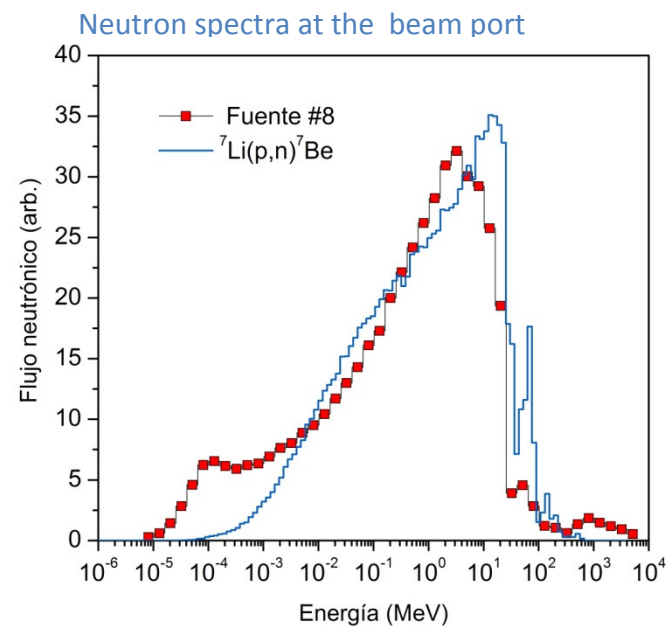 Neutron spectra at the beam port
40
35
30
25
20
15
10
5
0
Flujo neutrónico (arb.)
Fuente #8
⁷Li(p,n)⁷Be
10⁻⁶ 10⁻⁵ 10⁻⁴ 10⁻³ 10⁻² 10⁻¹ 10⁰ 10¹ 10² 10³ 10⁴
Energía (MeV)